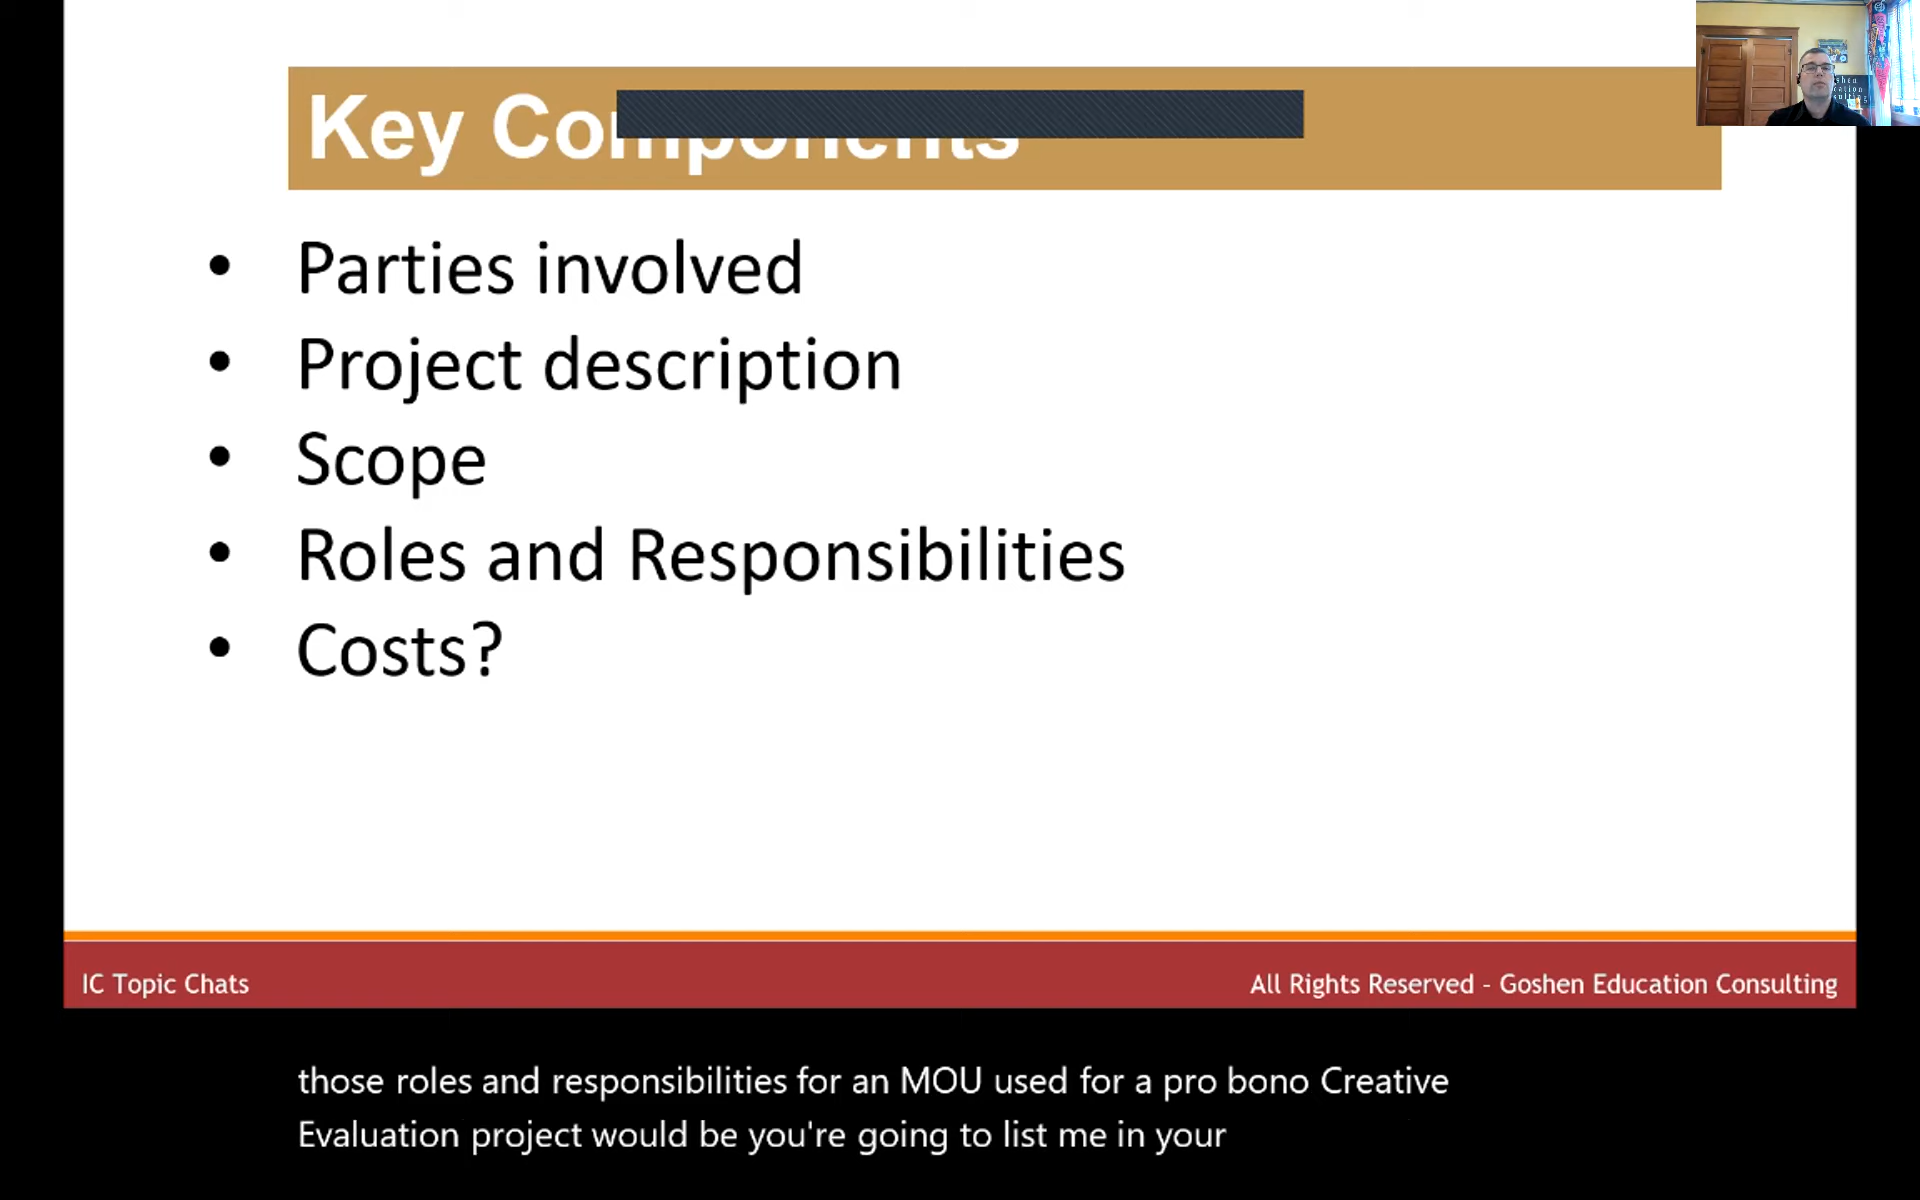 Key Components
• Parties involved
• Project description
• Scope
• Roles and Responsibilities
• Costs?
IC Topic Chats
All Rights Reserved - Goshen Education Consulting
those roles and responsibilities for an MOU used for a pro bono Creative
Evaluation project would be you're going to list me in your